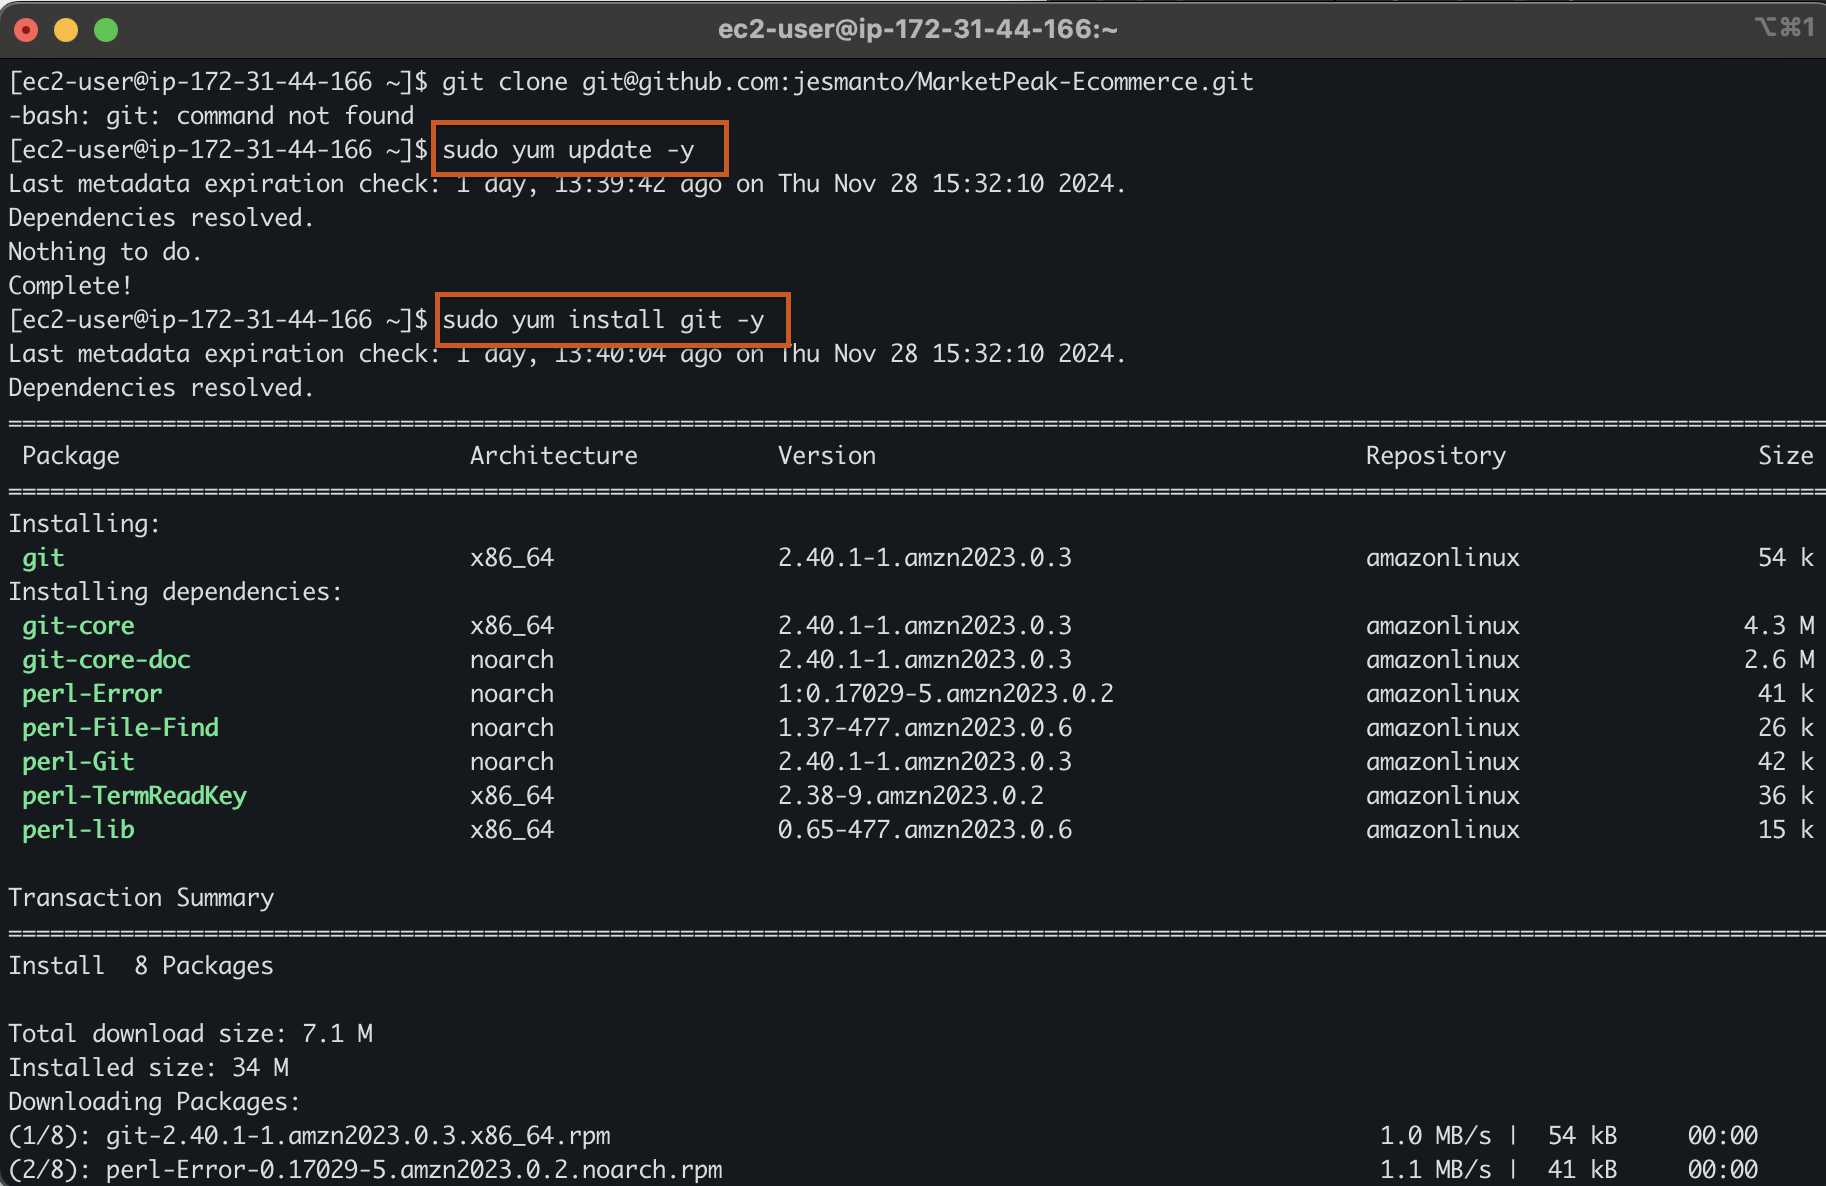 ec2-user@ip-172-31-44-166:~ ⌥⌘1
[ec2-user@ip-172-31-44-166 ~]$ git clone git@github.com:jesmanto/MarketPeak-Ecommerce.git
-bash: git: command not found
[ec2-user@ip-172-31-44-166 ~]$ sudo yum update -y
Last metadata expiration check: 1 day, 13:39:42 ago on Thu Nov 28 15:32:10 2024.
Dependencies resolved.
Nothing to do.
Complete!
[ec2-user@ip-172-31-44-166 ~]$ sudo yum install git -y
Last metadata expiration check: 1 day, 13:40:04 ago on Thu Nov 28 15:32:10 2024.
Dependencies resolved.
Package Architecture Version Repository Size
Installing:
git x86_64 2.40.1-1.amzn2023.0.3 amazonlinux 54 k
Installing dependencies:
git-core x86_64 2.40.1-1.amzn2023.0.3 amazonlinux 4.3 M
git-core-doc noarch 2.40.1-1.amzn2023.0.3 amazonlinux 2.6 M
perl-Error noarch 1:0.17029-5.amzn2023.0.2 amazonlinux 41 k
perl-File-Find noarch 1.37-477.amzn2023.0.6 amazonlinux 26 k
perl-Git noarch 2.40.1-1.amzn2023.0.3 amazonlinux 42 k
perl-TermReadKey x86_64 2.38-9.amzn2023.0.2 amazonlinux 36 k
perl-lib x86_64 0.65-477.amzn2023.0.6 amazonlinux 15 k
Transaction Summary
Install 8 Packages
Total download size: 7.1 M
Installed size: 34 M
Downloading Packages:
(1/8): git-2.40.1-1.amzn2023.0.3.x86_64.rpm 1.0 MB/s | 54 kB 00:00
(2/8): perl-Error-0.17029-5.amzn2023.0.2.noarch.rpm 1.1 MB/s | 41 kB 00:00